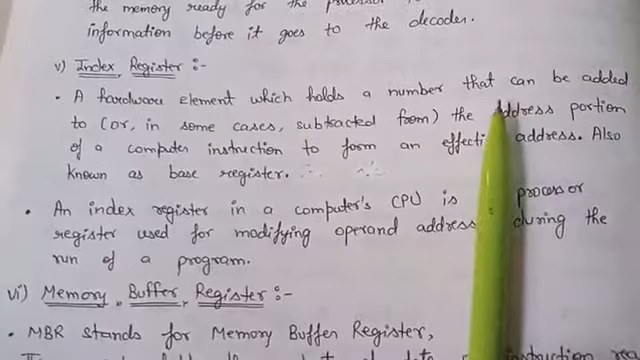 the memory ready for the
information before it goes to the decoder.
v) Index Register :-
• A hardware element which holds a number that can be added
to (or, in some cases, subtracted from) the address portion
of a computer instruction to form an effecti address. Also
known as base register.
• An index register in a computer's CPU is processor
register used for modifying operand address during the
run of a program.
vi) Memory Buffer Register :-
• MBR stands for Memory Buffer Register,